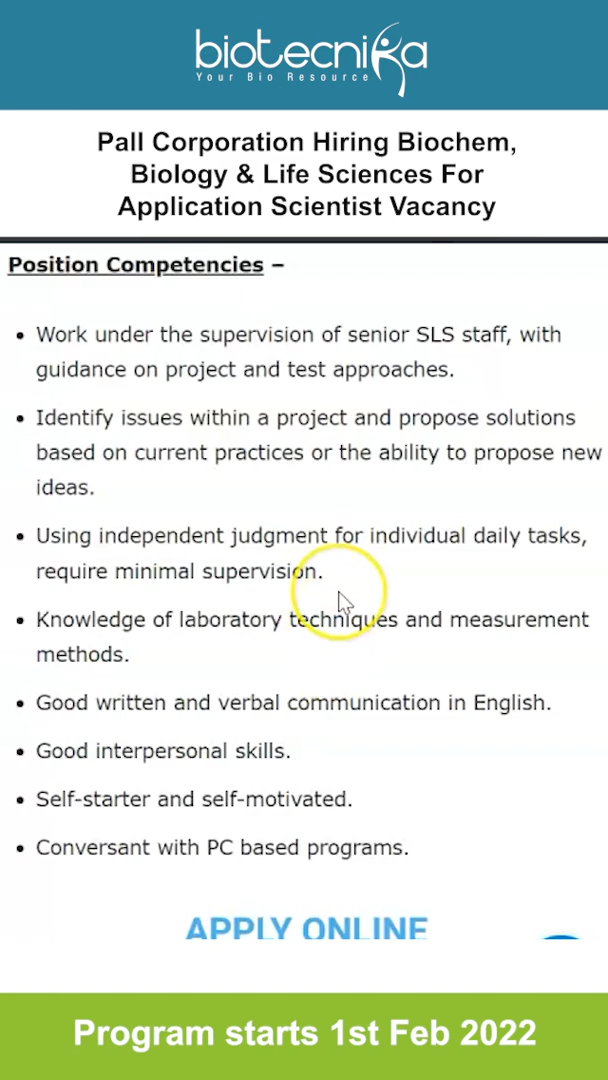 biotecnika
Your Bio Resource
Pall Corporation Hiring Biochem,
Biology & Life Sciences For
Application Scientist Vacancy
Position Competencies –
• Work under the supervision of senior SLS staff, with
guidance on project and test approaches.
• Identify issues within a project and propose solutions
based on current practices or the ability to propose new
ideas.
• Using independent judgment for individual daily tasks,
require minimal supervision.
• Knowledge of laboratory techniques and measurement
methods.
• Good written and verbal communication in English.
• Good interpersonal skills.
• Self-starter and self-motivated.
• Conversant with PC based programs.
APPLY ONLINE
Program starts 1st Feb 2022